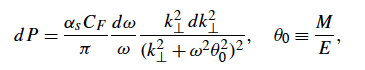 dP = \frac{\alpha_s C_F}{\pi} \frac{d\omega}{\omega} \frac{k_\perp^2 \, dk_\perp^2}{(k_\perp^2 + \omega^2 \theta_0^2)^2}, \quad \theta_0 \equiv \frac{M}{E},